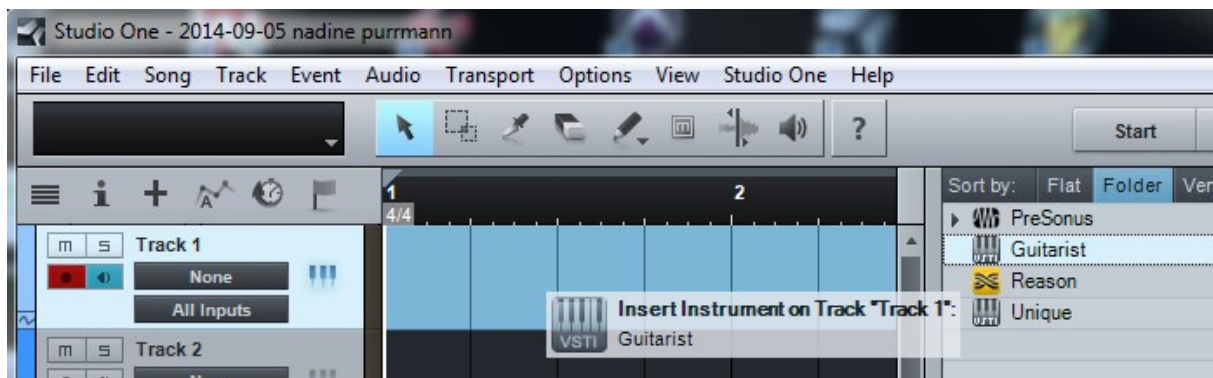 Studio One - 2014-09-05 nadine purrmann
File Edit Song Track Event Audio Transport Options View Studio One Help
? Start
1 2
4/4
Sort by: Flat Folder
PreSonus
m s Track 1
Guitarist
None
Reason
All Inputs
Insert Instrument on Track "Track 1":
Unique
VSTi Guitarist
m s Track 2